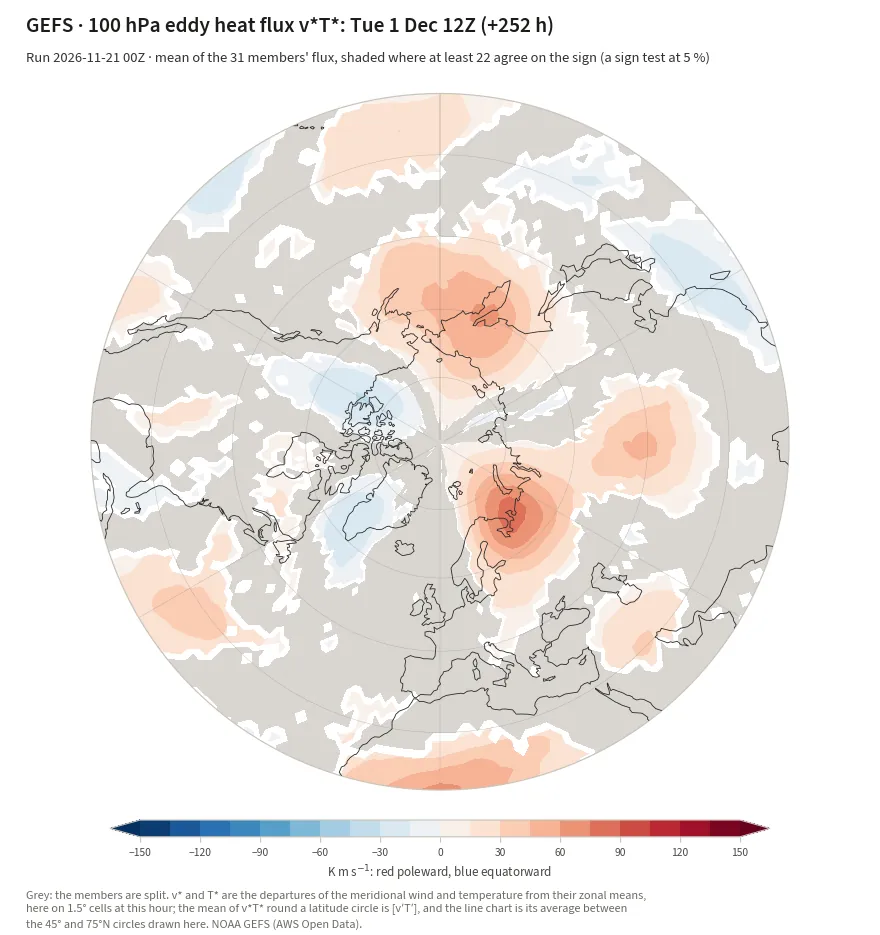 GEFS · 100 hPa eddy heat flux v*T*: Tue 1 Dec 12Z (+252 h)
Run 2026-11-21 00Z · mean of the 31 members' flux, shaded where at least 22 agree on the sign (a sign test at 5 %)
−150 −120 −90 −60 −30 0 30 60 90 120 150
K m s⁻¹: red poleward, blue equatorward
Grey: the members are split. v* and T* are the departures of the meridional wind and temperature from their zonal means,
here on 1.5° cells at this hour; the mean of v*T* round a latitude circle is [v′T′], and the line chart is its average between
the 45° and 75°N circles drawn here. NOAA GEFS (AWS Open Data).